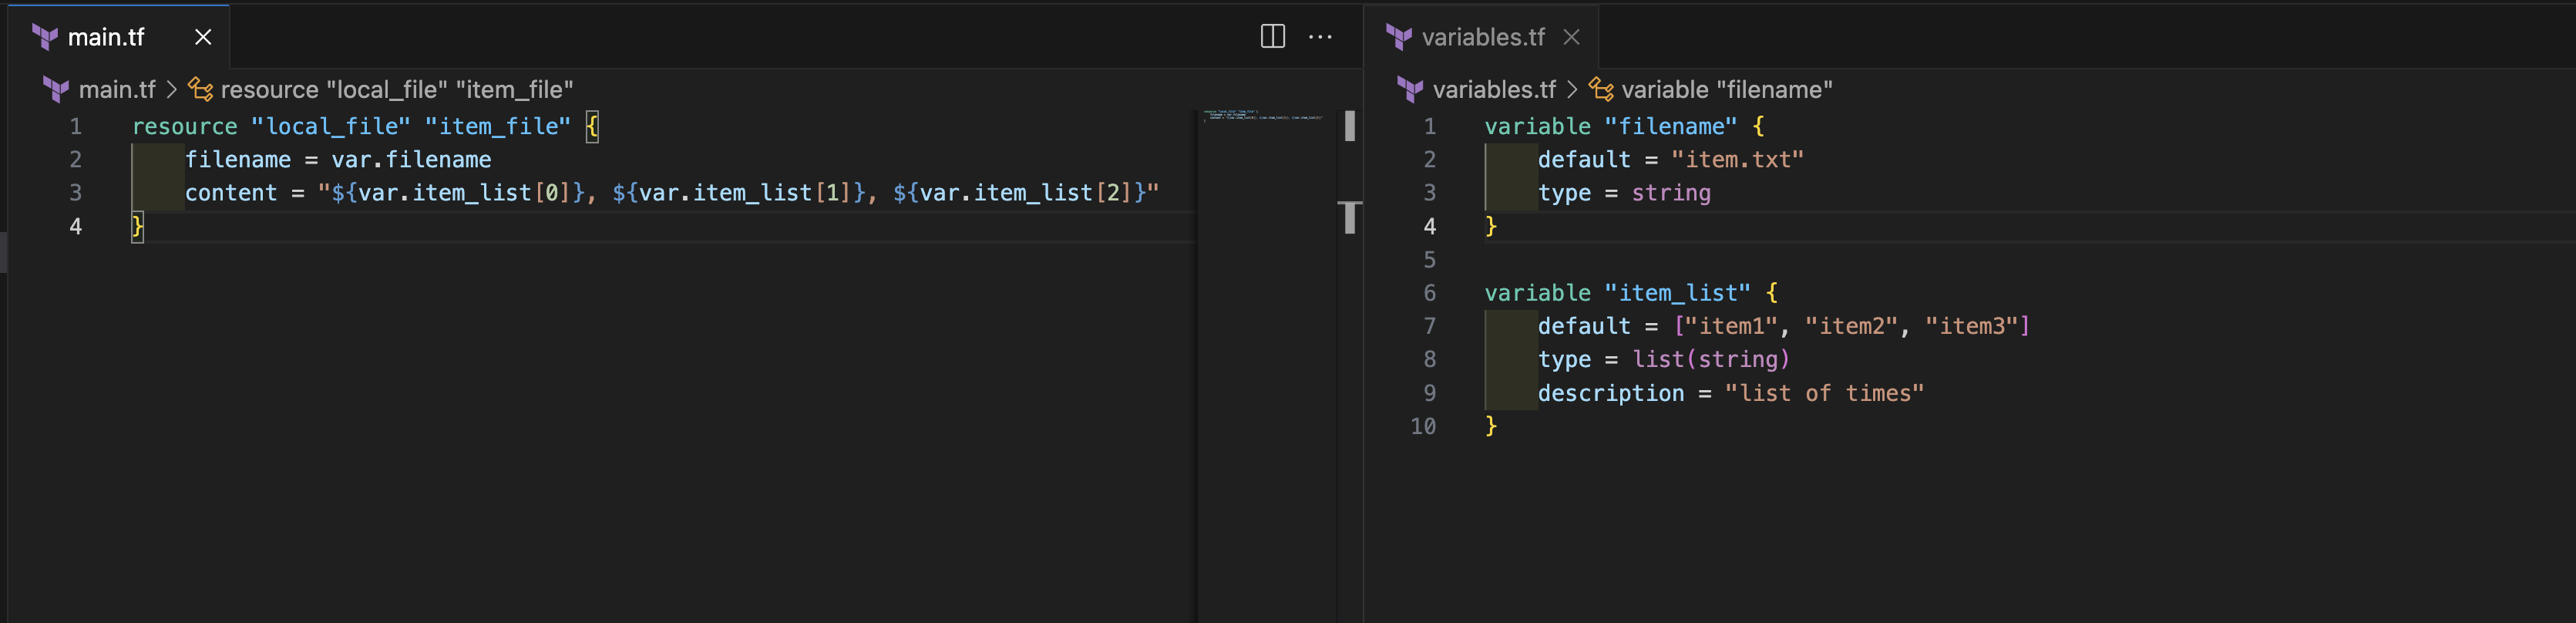 main.tf
main.tf > resource "local_file" "item_file"
1 resource "local_file" "item_file" {
2 filename = var.filename
3 content = "${var.item_list[0]}, ${var.item_list[1]}, ${var.item_list[2]}"
4 }
variables.tf
variables.tf > variable "filename"
1 variable "filename" {
2 default = "item.txt"
3 type = string
4 }
5
6 variable "item_list" {
7 default = ["item1", "item2", "item3"]
8 type = list(string)
9 description = "list of times"
10 }